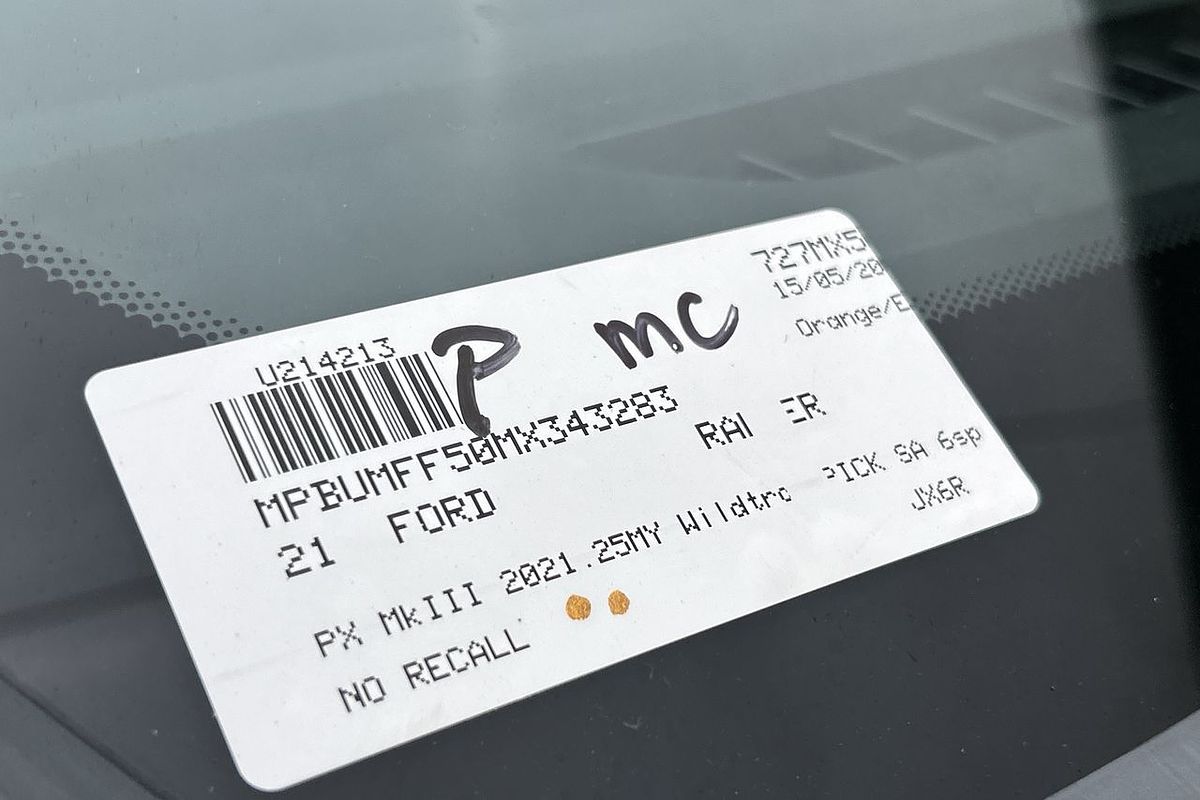 727MX5
15/05/20
Orange/E
U214213
P mc
MPBUMFF50MX343283
21 FORD RAI ER
PX MkIII 2021.25MY Wildtra PICK SA 6sp
JX6R
NO RECALL